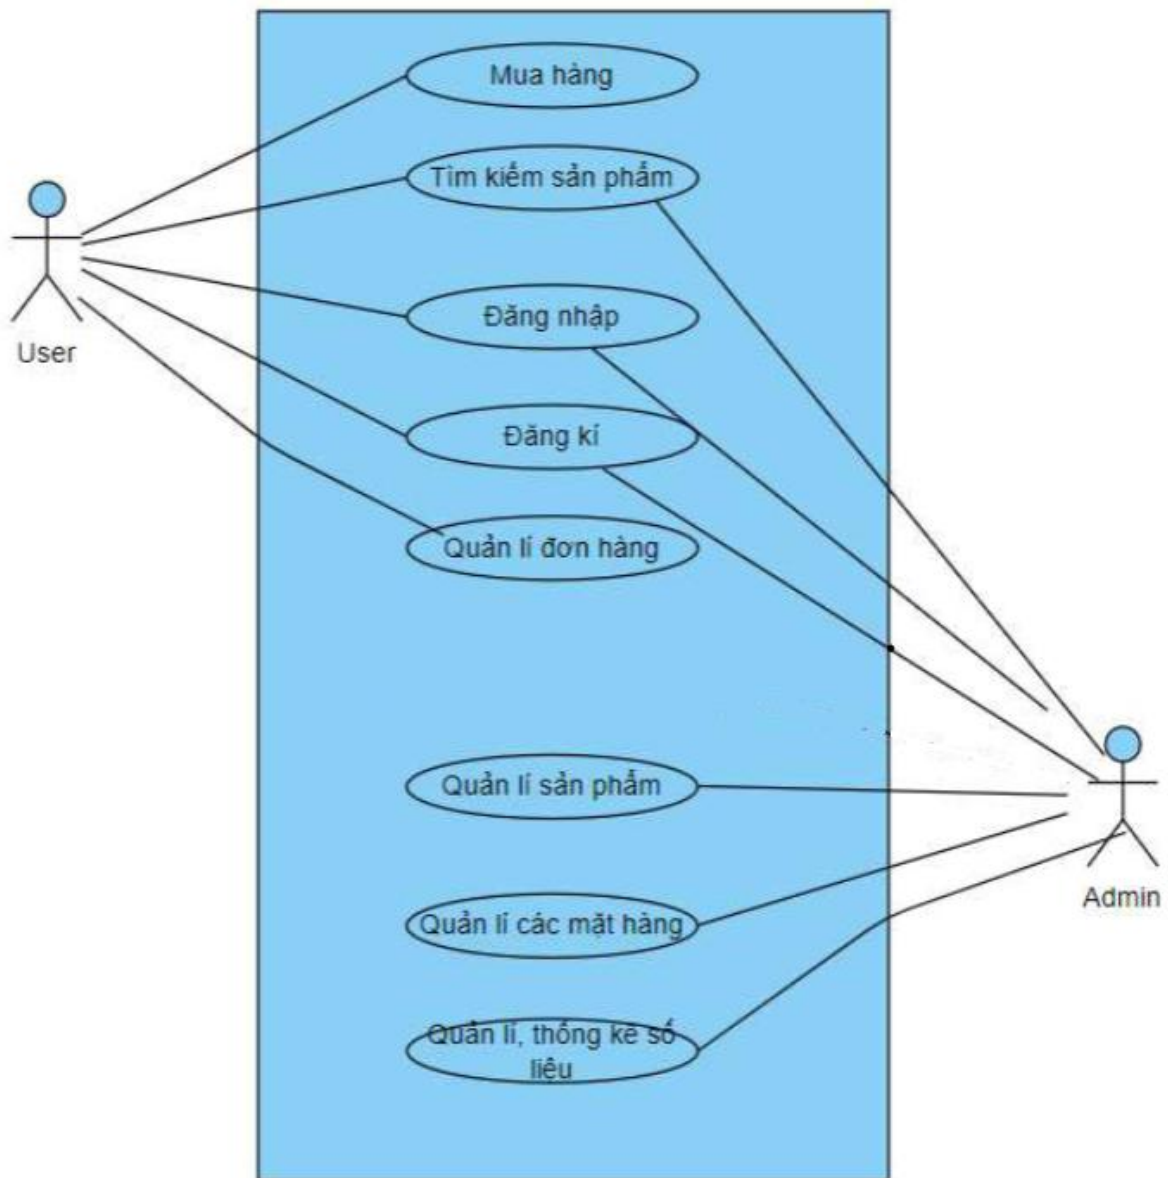 Mua hàng
Tìm kiếm sản phẩm
Đăng nhập
User
Đăng kí
Quản lí đơn hàng
Quản lí sản phẩm
Admin
Quản lí các mặt hàng
Quản lí, thống kê số
liệu